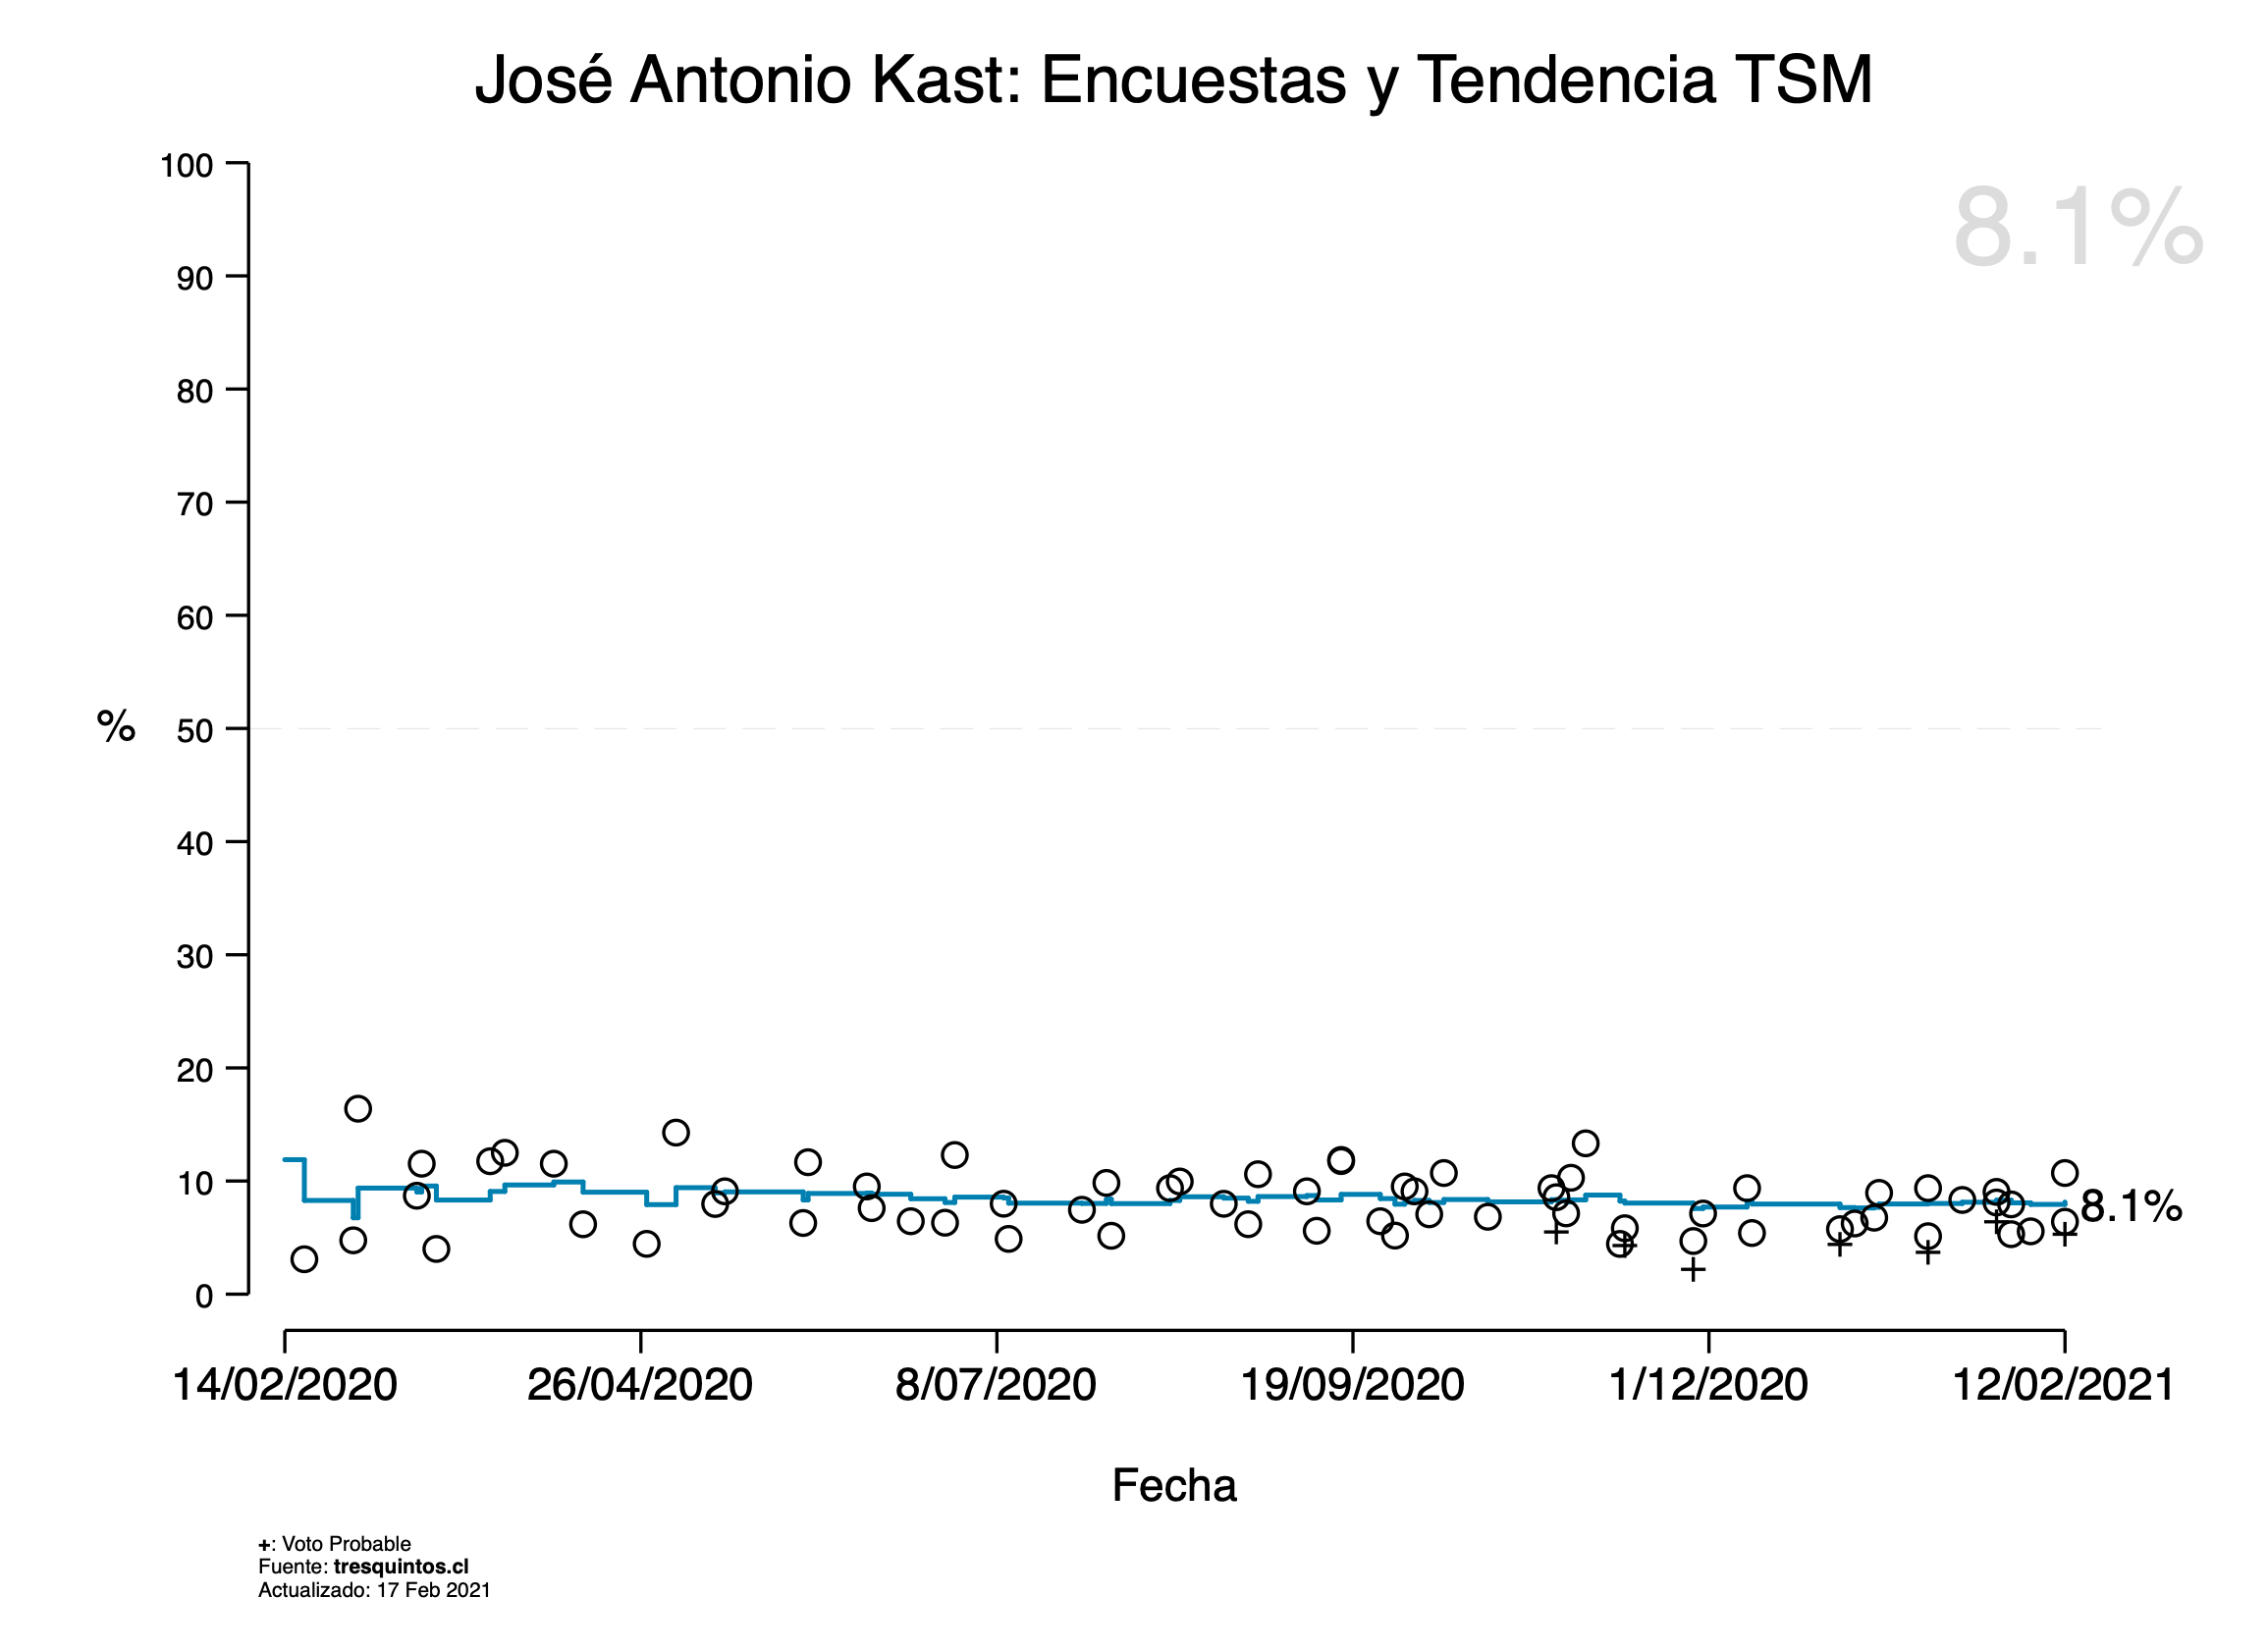 José Antonio Kast: Encuestas y Tendencia TSM
8.1%
100
90
80
70
60
% 50
40
30
20
10
0
8.1%
14/02/2020 26/04/2020 8/07/2020 19/09/2020 1/12/2020 12/02/2021
Fecha
+: Voto Probable
Fuente: tresquintos.cl
Actualizado: 17 Feb 2021